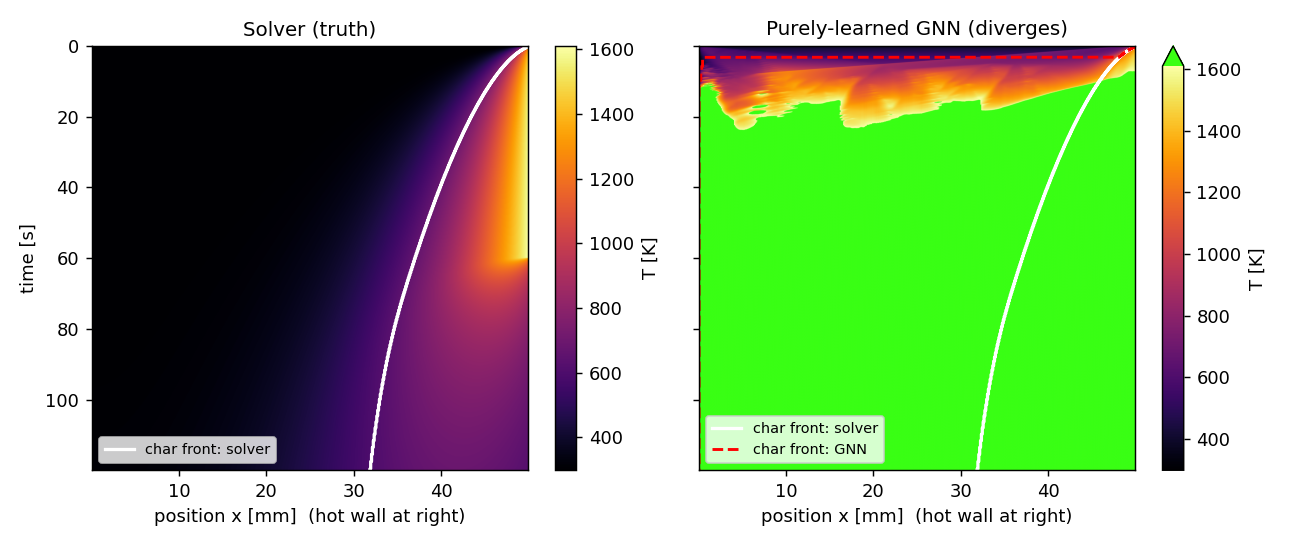 Solver (truth)
0
20
40
60
80
100
time [s]
10
20
30
40
position x [mm]  (hot wall at right)
char front: solver
1600
1400
1200
1000
800
600
400
T [K]
Purely-learned GNN (diverges)
10
20
30
40
position x [mm]  (hot wall at right)
char front: solver
char front: GNN
1600
1400
1200
1000
800
600
400
T [K]